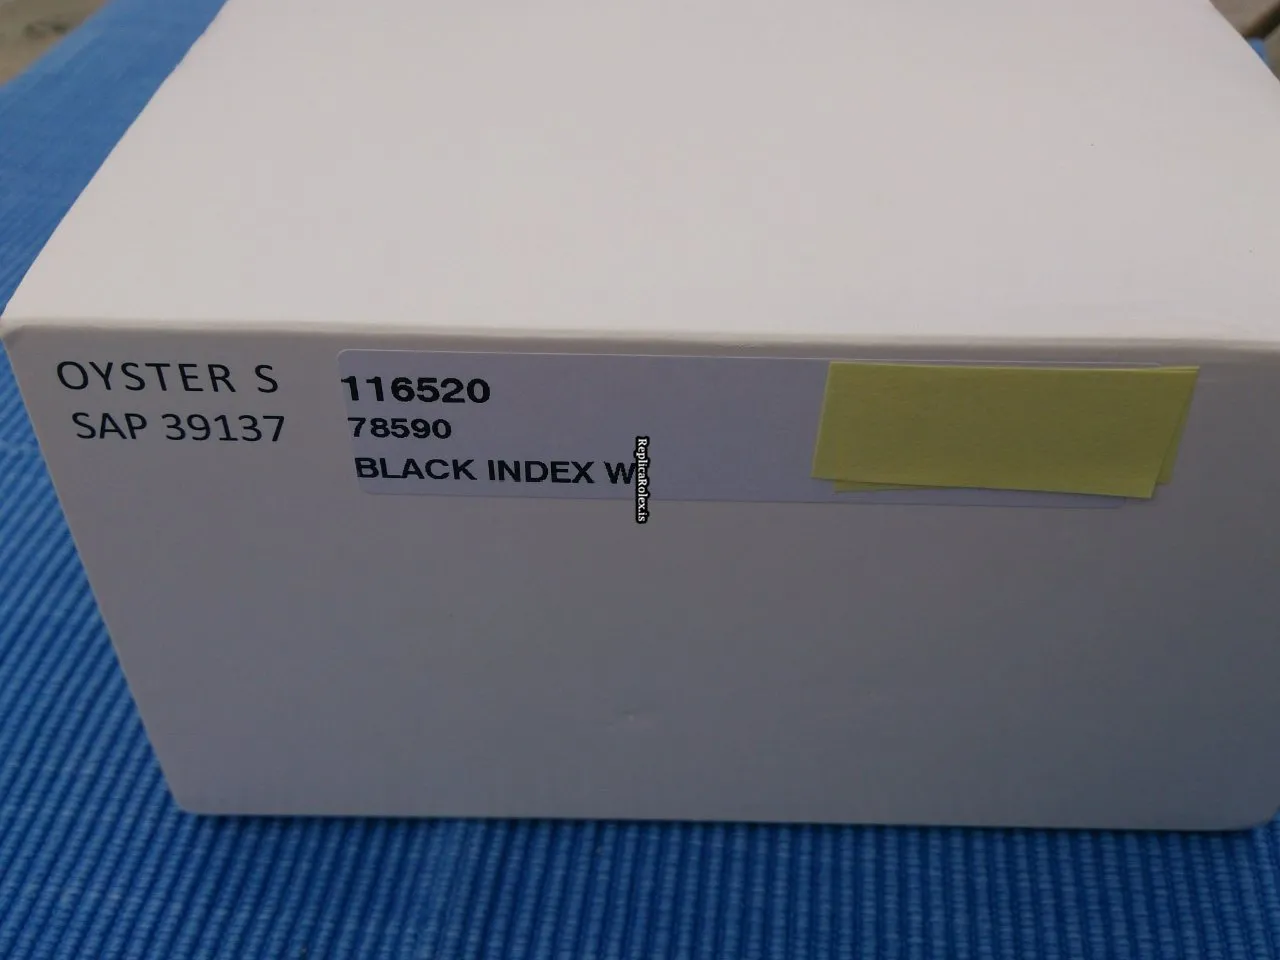 OYSTER S
SAP 39137
116520
78590
BLACK INDEX W
ReplicaRolex.is